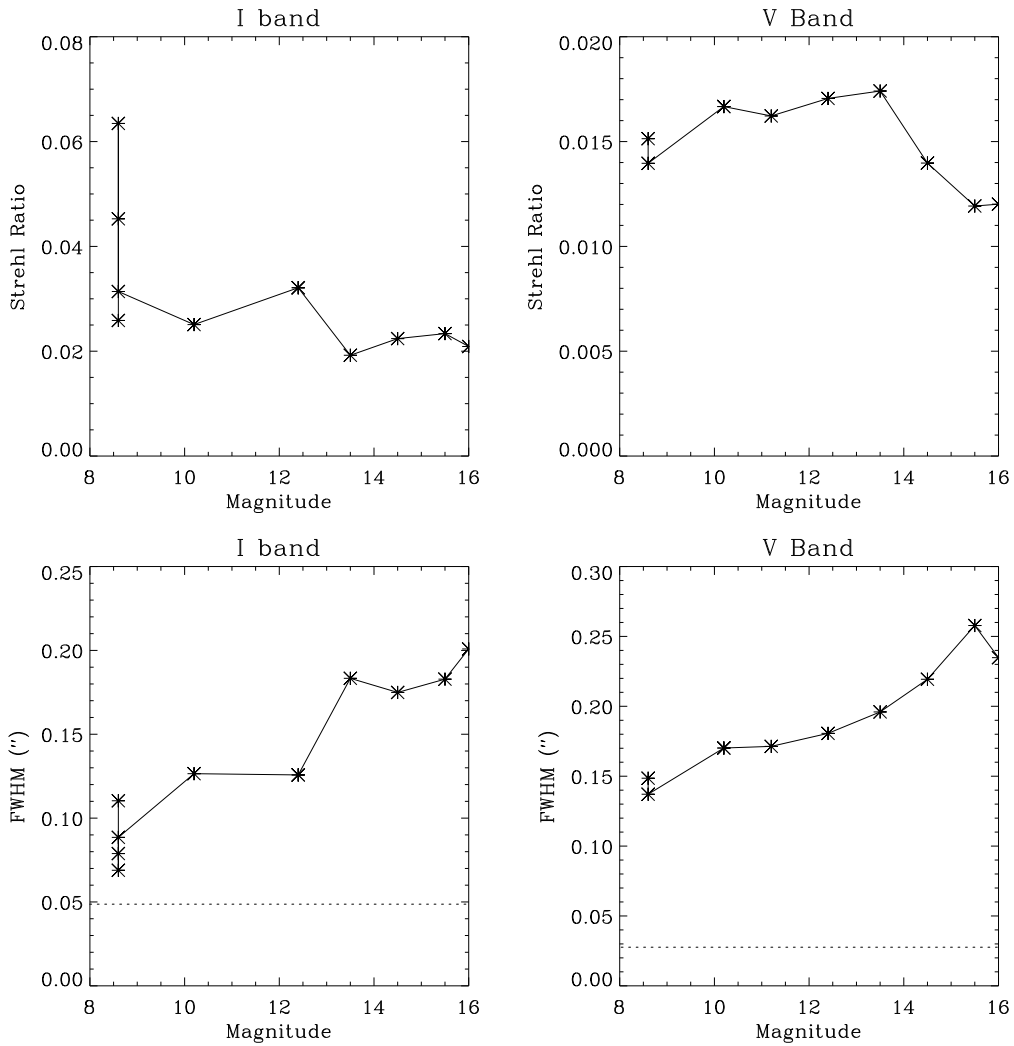 I band
0.08
0.06
0.04
0.02
0.00
Strehl Ratio
8 10 12 14 16
Magnitude
V Band
0.020
0.015
0.010
0.005
0.000
Strehl Ratio
8 10 12 14 16
Magnitude
I band
0.25
0.20
0.15
0.10
0.05
0.00
FWHM (")
8 10 12 14 16
Magnitude
V Band
0.30
0.25
0.20
0.15
0.10
0.05
0.00
FWHM (")
8 10 12 14 16
Magnitude